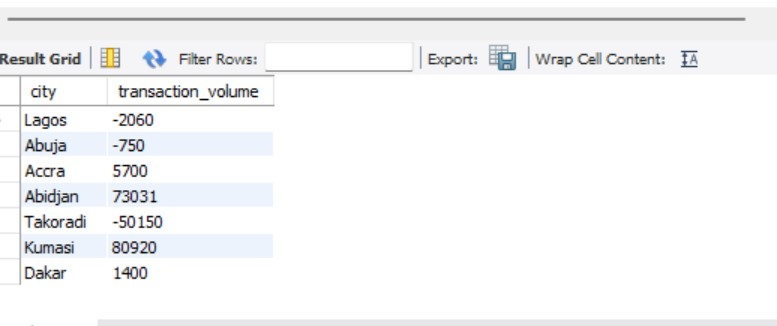 Result Grid Filter Rows: Export: Wrap Cell Content: IA
city transaction_volume
Lagos -2060
Abuja -750
Accra 5700
Abidjan 73031
Takoradi -50150
Kumasi 80920
Dakar 1400